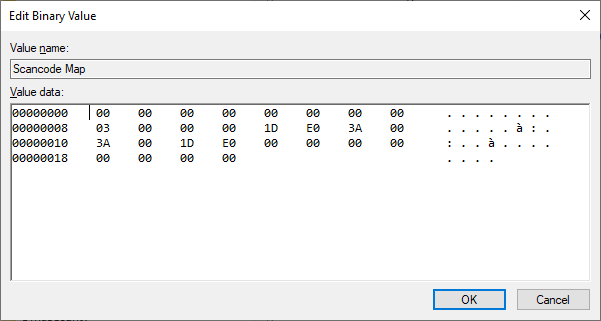 Edit Binary Value
Value name:
Scancode Map
Value data:
00000000 00 00 00 00 00 00 00 00 . . . . . . . .
00000008 03 00 00 00 1D E0 3A 00 . . . . . à : .
00000010 3A 00 1D E0 00 00 00 00 : . . à . . . .
00000018 00 00 00 00 . . . .
OK Cancel